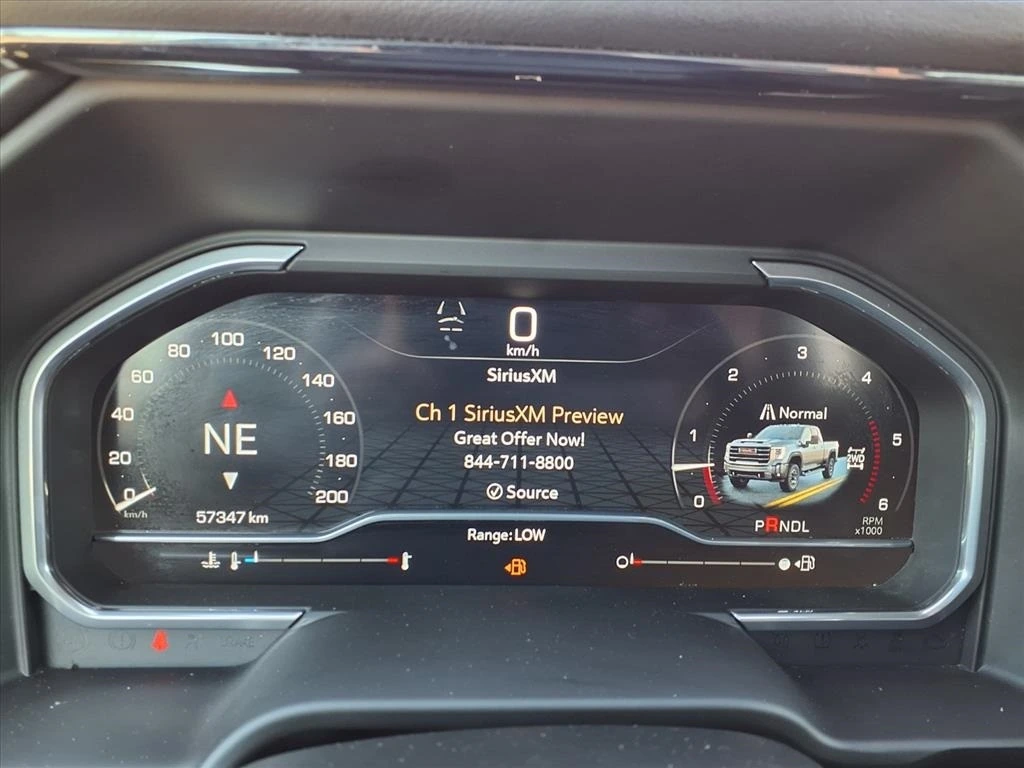 0
km/h
SiriusXM
Ch 1 SiriusXM Preview
Great Offer Now!
844-711-8800
Source
0
20
40
60
80
100
120
140
160
180
200
km/h
NE
57347 km
0
1
2
3
4
5
6
Normal
2WD
PRNDL
RPM
x1000
Range: LOW
BRAKE